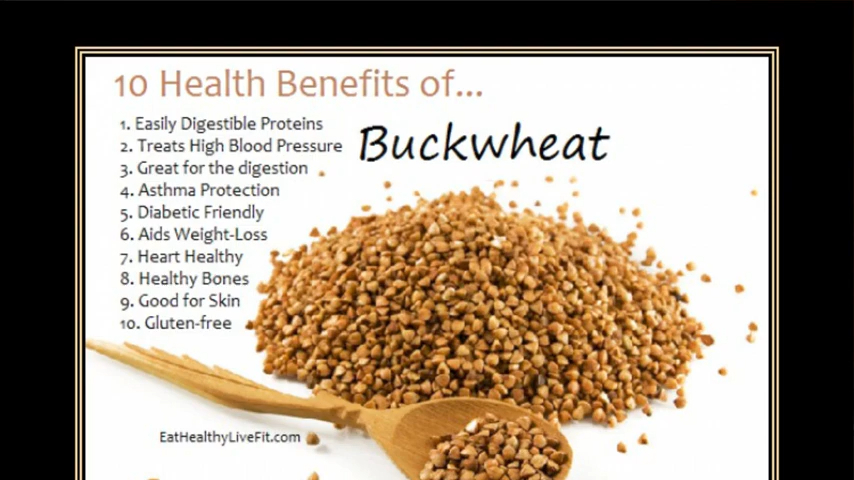 10 Health Benefits of...
Buckwheat
1. Easily Digestible Proteins
2. Treats High Blood Pressure
3. Great for the digestion
4. Asthma Protection
5. Diabetic Friendly
6. Aids Weight-Loss
7. Heart Healthy
8. Healthy Bones
9. Good for Skin
10. Gluten-free
EatHealthyLiveFit.com